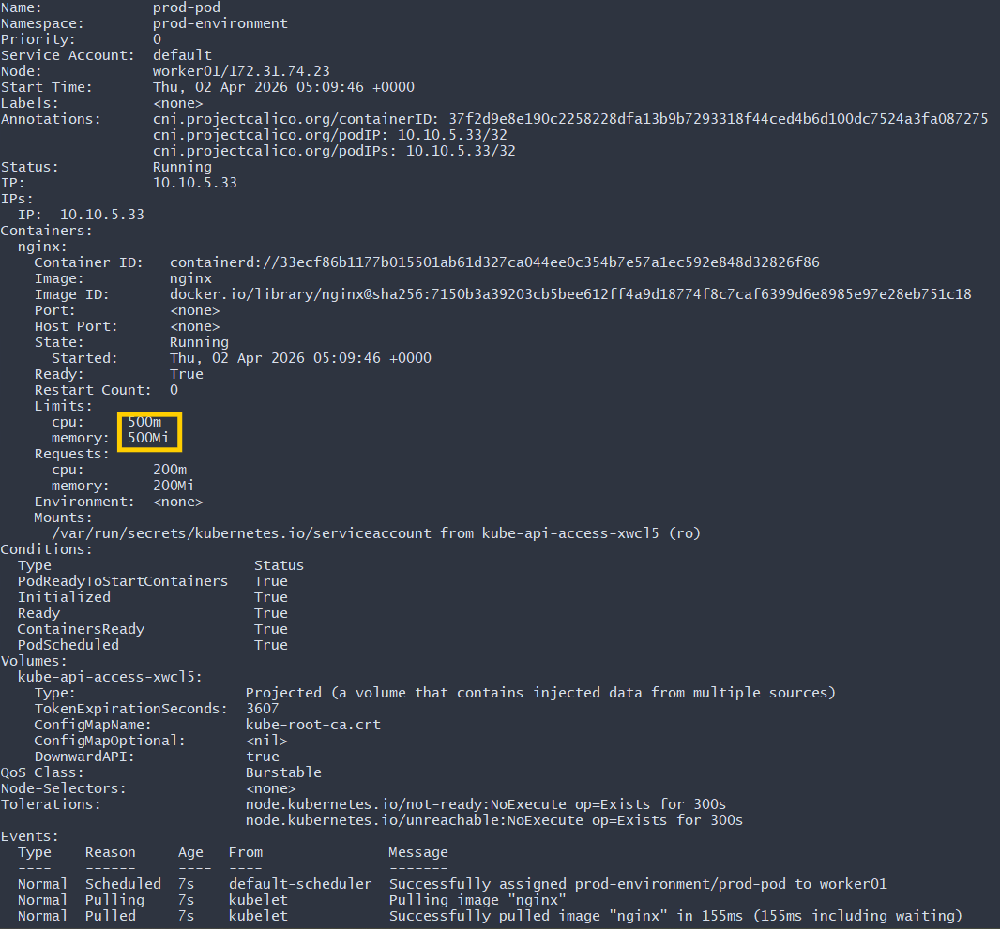 Name:             prod-pod
Namespace:        prod-environment
Priority:         0
Service Account:  default
Node:             worker01/172.31.74.23
Start Time:       Thu, 02 Apr 2026 05:09:46 +0000
Labels:           <none>
Annotations:      cni.projectcalico.org/containerID: 37f2d9e8e190c2258228dfa13b9b7293318f44ced4b6d100dc7524a3fa087275
                  cni.projectcalico.org/podIP: 10.10.5.33/32
                  cni.projectcalico.org/podIPs: 10.10.5.33/32
Status:           Running
IP:               10.10.5.33
IPs:
  IP:  10.10.5.33
Containers:
  nginx:
    Container ID:   containerd://33ecf86b1177b015501ab61d327ca044ee0c354b7e57a1ec592e848d32826f86
    Image:          nginx
    Image ID:       docker.io/library/nginx@sha256:7150b3a39203cb5bee612ff4a9d18774f8c7caf6399d6e8985e97e28eb751c18
    Port:           <none>
    Host Port:      <none>
    State:          Running
      Started:      Thu, 02 Apr 2026 05:09:46 +0000
    Ready:          True
    Restart Count:  0
    Limits:
      cpu:     500m
      memory:  500Mi
    Requests:
      cpu:        200m
      memory:     200Mi
    Environment:  <none>
    Mounts:
      /var/run/secrets/kubernetes.io/serviceaccount from kube-api-access-xwcl5 (ro)
Conditions:
  Type                        Status
  PodReadyToStartContainers   True
  Initialized                 True
  Ready                       True
  ContainersReady             True
  PodScheduled                True
Volumes:
  kube-api-access-xwcl5:
    Type:                    Projected (a volume that contains injected data from multiple sources)
    TokenExpirationSeconds:  3607
    ConfigMapName:           kube-root-ca.crt
    ConfigMapOptional:       <nil>
    DownwardAPI:             true
QoS Class:                   Burstable
Node-Selectors:              <none>
Tolerations:                 node.kubernetes.io/not-ready:NoExecute op=Exists for 300s
                             node.kubernetes.io/unreachable:NoExecute op=Exists for 300s
Events:
  Type    Reason     Age   From               Message
  ----    ------     ----  ----               -------
  Normal  Scheduled  7s    default-scheduler  Successfully assigned prod-environment/prod-pod to worker01
  Normal  Pulling    7s    kubelet            Pulling image "nginx"
  Normal  Pulled     7s    kubelet            Successfully pulled image "nginx" in 155ms (155ms including waiting)